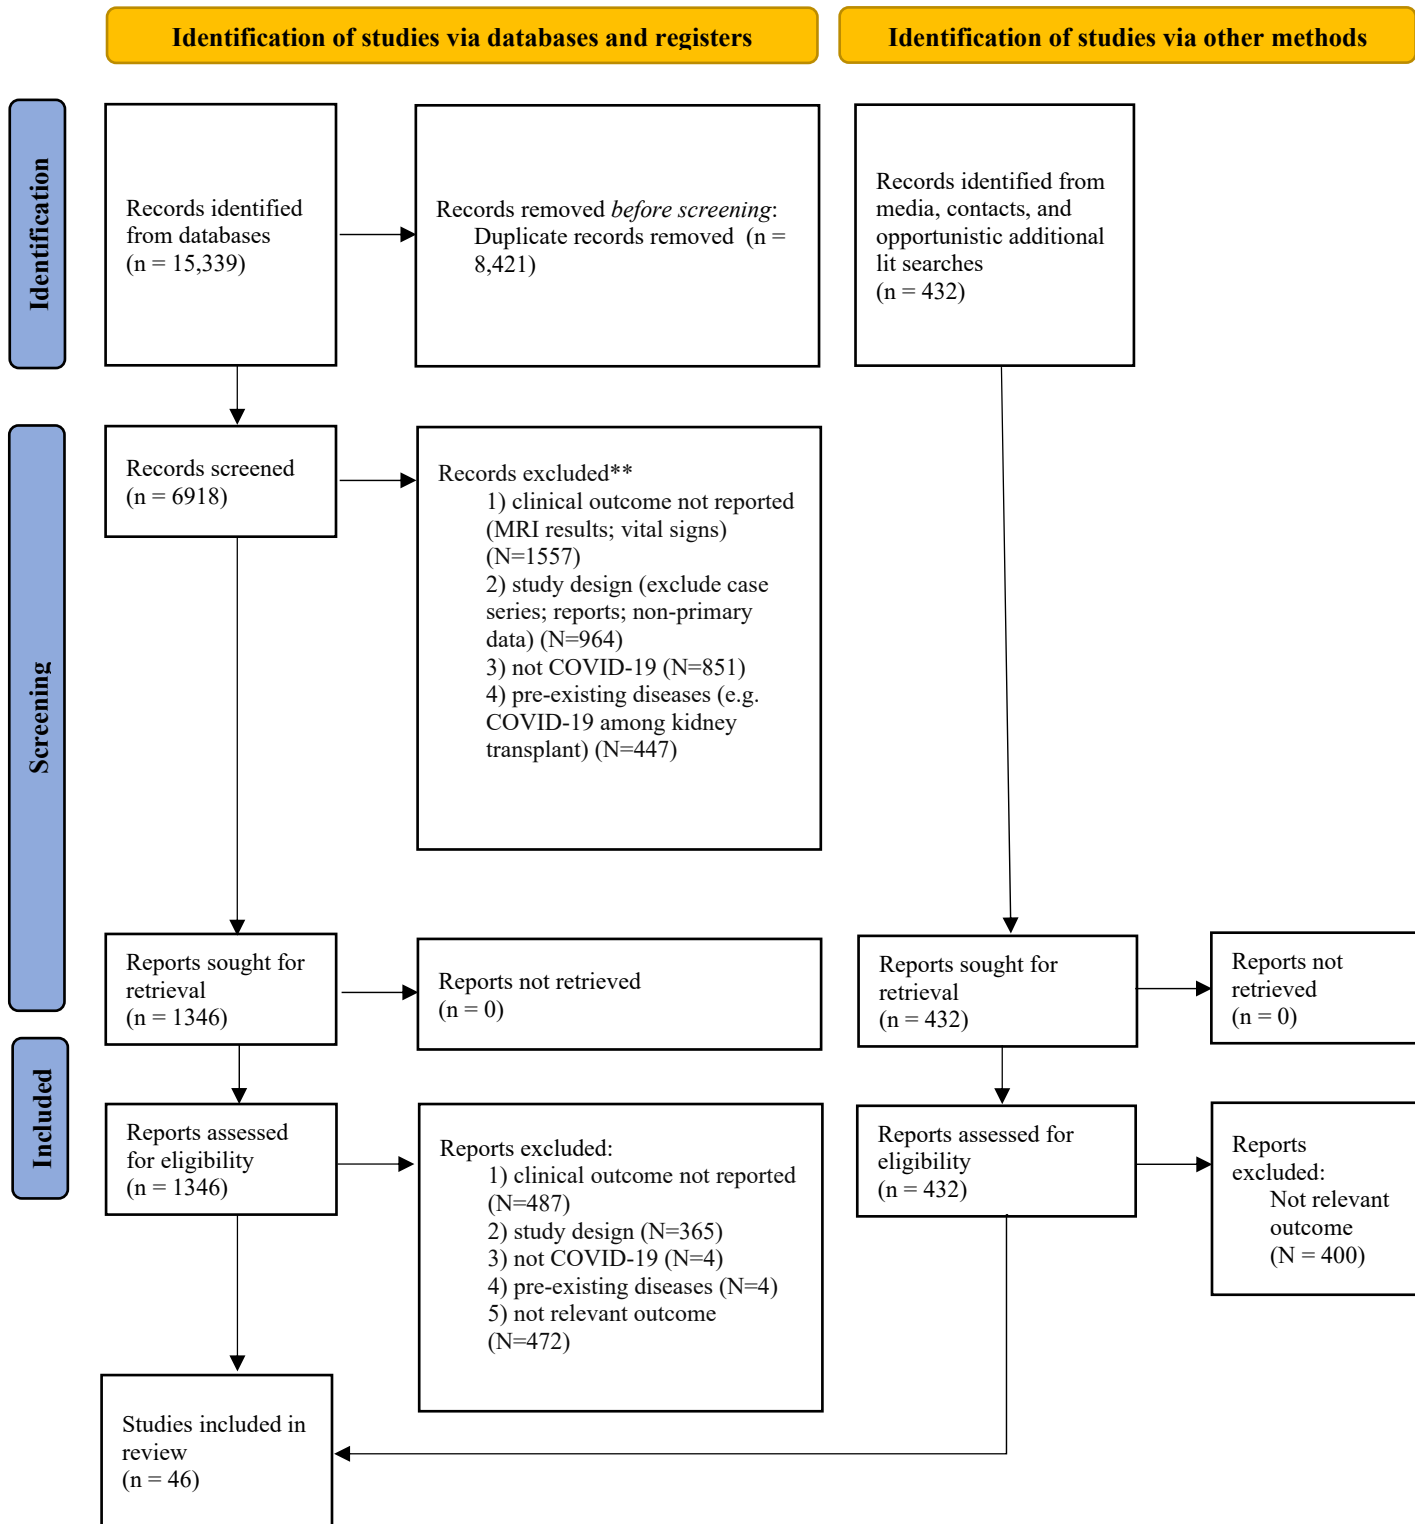 Identification of studies via databases and registers
Identification of studies via other methods
Identification
Records identified
from databases
(n = 15,339)
Records removed before screening:
Duplicate records removed  (n =
8,421)
Records identified from
media, contacts, and
opportunistic additional
lit searches
(n = 432)
Screening
Records screened
(n = 6918)
Records excluded**
1) clinical outcome not reported
(MRI results; vital signs)
(N=1557)
2) study design (exclude case
series; reports; non-primary
data) (N=964)
3) not COVID-19 (N=851)
4) pre-existing diseases (e.g.
COVID-19 among kidney
transplant) (N=447)
Reports sought for
retrieval
(n = 1346)
Reports not retrieved
(n = 0)
Reports sought for
retrieval
(n = 432)
Reports not
retrieved
(n = 0)
Included
Reports assessed
for eligibility
(n = 1346)
Reports excluded:
1) clinical outcome not reported
(N=487)
2) study design (N=365)
3) not COVID-19 (N=4)
4) pre-existing diseases (N=4)
5) not relevant outcome
(N=472)
Reports assessed for
eligibility
(n = 432)
Reports
excluded:
Not relevant
outcome
(N = 400)
Studies included in
review
(n = 46)